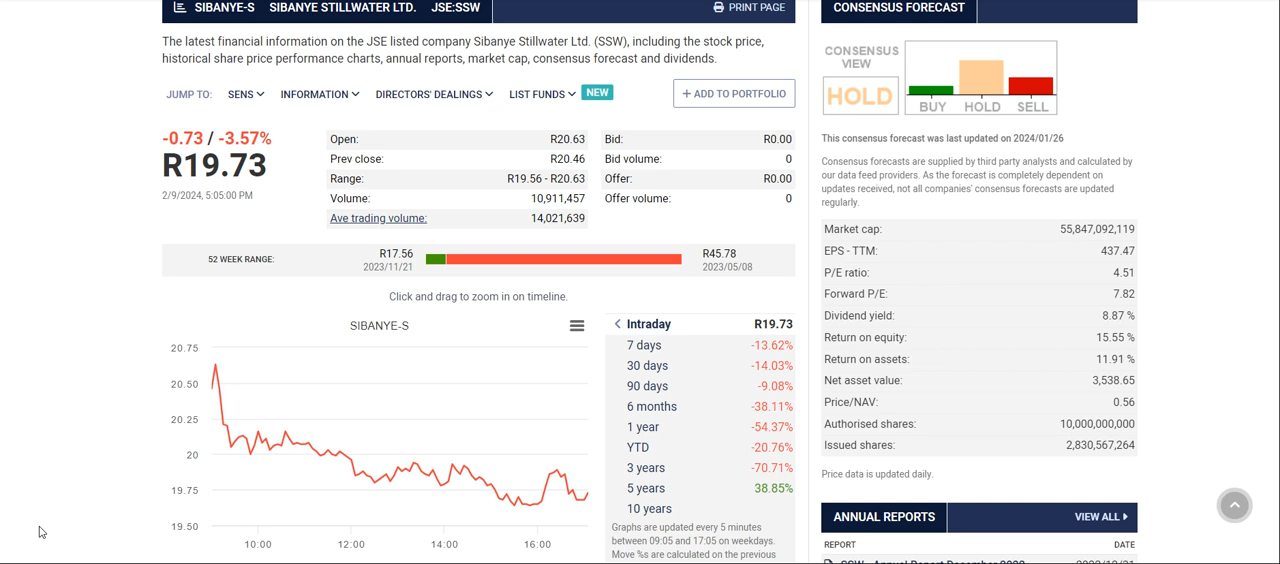 SIBANYE-S SIBANYE STILLWATER LTD. JSE:SSW
PRINT PAGE
The latest financial information on the JSE listed company Sibanye Stillwater Ltd. (SSW), including the stock price,
historical share price performance charts, annual reports, market cap, consensus forecast and dividends.
JUMP TO: SENS INFORMATION DIRECTORS' DEALINGS LIST FUNDS NEW
+ ADD TO PORTFOLIO
-0.73 / -3.57%
R19.73
2/9/2024, 5:05:00 PM
Open: R20.63
Prev close: R20.46
Range: R19.56 - R20.63
Volume: 10,911,457
Ave trading volume: 14,021,639
Bid: R0.00
Bid volume: 0
Offer: R0.00
Offer volume: 0
52 WEEK RANGE:
R17.56
2023/11/21
R45.78
2023/05/08
Click and drag to zoom in on timeline.
SIBANYE-S
20.75
20.50
20.25
20
19.75
19.50
10:00 12:00 14:00 16:00
Intraday R19.73
7 days -13.62%
30 days -14.03%
90 days -9.08%
6 months -38.11%
1 year -54.37%
YTD -20.76%
3 years -70.71%
5 years 38.85%
10 years
Graphs are updated every 5 minutes
between 09:05 and 17:05 on weekdays.
Move %s are calculated on the previous
CONSENSUS FORECAST
CONSENSUS
VIEW
HOLD
BUY HOLD SELL
This consensus forecast was last updated on 2024/01/26
Consensus forecasts are supplied by third party analysts and calculated by
our data feed providers. As the forecast is completely dependent on
updates received, not all companies' consensus forecasts are updated
regularly.
Market cap: 55,847,092,119
EPS - TTM: 437.47
P/E ratio: 4.51
Forward P/E: 7.82
Dividend yield: 8.87 %
Return on equity: 15.55 %
Return on assets: 11.91 %
Net asset value: 3,538.65
Price/NAV: 0.56
Authorised shares: 10,000,000,000
Issued shares: 2,830,567,264
Price data is updated daily.
ANNUAL REPORTS
VIEW ALL
REPORT DATE